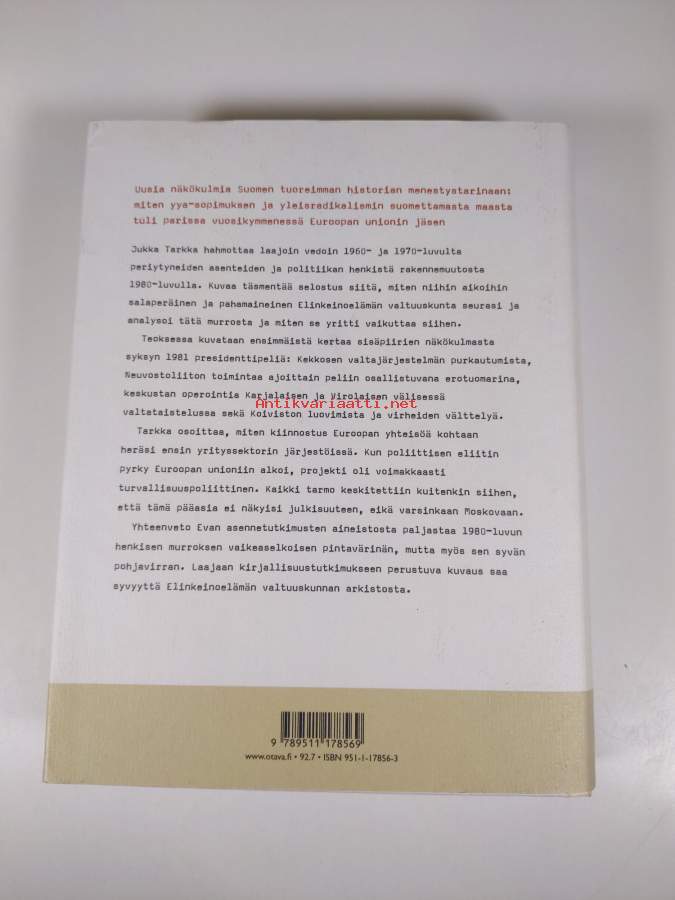 Uusia näkökulmia Suomen tuoreimman historian menestystarinaan:
miten yya-sopimuksen ja yleisradikalismin suomettamasta maasta
tuli parissa vuosikymmenessä Euroopan unionin jäsen
Jukka Tarkka hahmottaa laajoin vedoin 1960- ja 1970-luvulta
periytyneiden asenteiden ja politiikan henkistä rakennemuutosta
1980-luvulla. Kuvaa täsmentää selostus siitä, miten niihin aikoihin
salaperäinen ja pahamaineinen Elinkeinoelämän valtuuskunta seurasi ja
analysoi tätä murrosta ja miten se yritti vaikuttaa siihen.
Teoksessa kuvataan ensimmäistä kertaa sisäpiirien näkökulmasta
syksyn 1981 presidenttipeliä: Kekkosen valtajärjestelmän purkautumista,
Neuvostoliiton toimintaa ajoittain peliin osallistuvana erotuomarina,
keskustan operointia Karjalaisen ja Virolaisen välisessä
Antikvariaatti.net
valtataistelussa sekä Koiviston luovimista ja virheiden välttelyä.
Tarkka osoittaa, miten kiinnostus Euroopan yhteisöä kohtaan
heräsi ensin yrityssektorin järjestöissä. Kun poliittisen eliitin
pyrky Euroopan unioniin alkoi, projekti oli voimakkaasti
turvallisuuspoliittinen. Kaikki tarmo keskitettiin kuitenkin siihen,
että tämä pääasia ei näkyisi julkisuuteen, eikä varsinkaan Moskovaan.
Yhteenveto Evan asennetutkimusten aineistosta paljastaa 1980-luvun
henkisen murroksen vaikeaselkoisen pintavärinän, mutta myös sen syvän
pohjavirran. Laajaan kirjallisuustutkimukseen perustuva kuvaus saa
syvyyttä Elinkeinoelämän valtuuskunnan arkistosta.
9 789511 178569
www.otava.fi • 92.7 • ISBN 951-1-17856-3